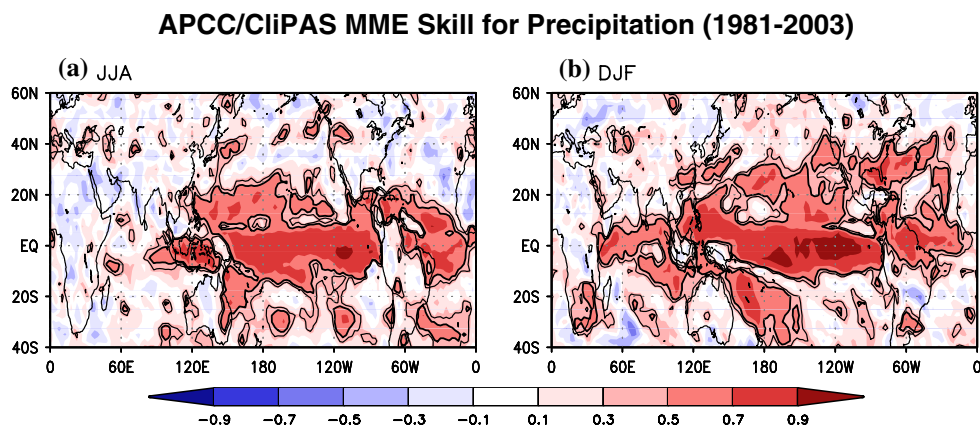 APCC/CliPAS MME Skill for Precipitation (1981-2003)
(a) JJA
(b) DJF
60N
40N
20N
EQ
20S
40S
0 60E 120E 180 120W 60W 0
60N
40N
20N
EQ
20S
40S
0 60E 120E 180 120W 60W 0
−0.9 −0.7 −0.5 −0.3 −0.1 0.1 0.3 0.5 0.7 0.9